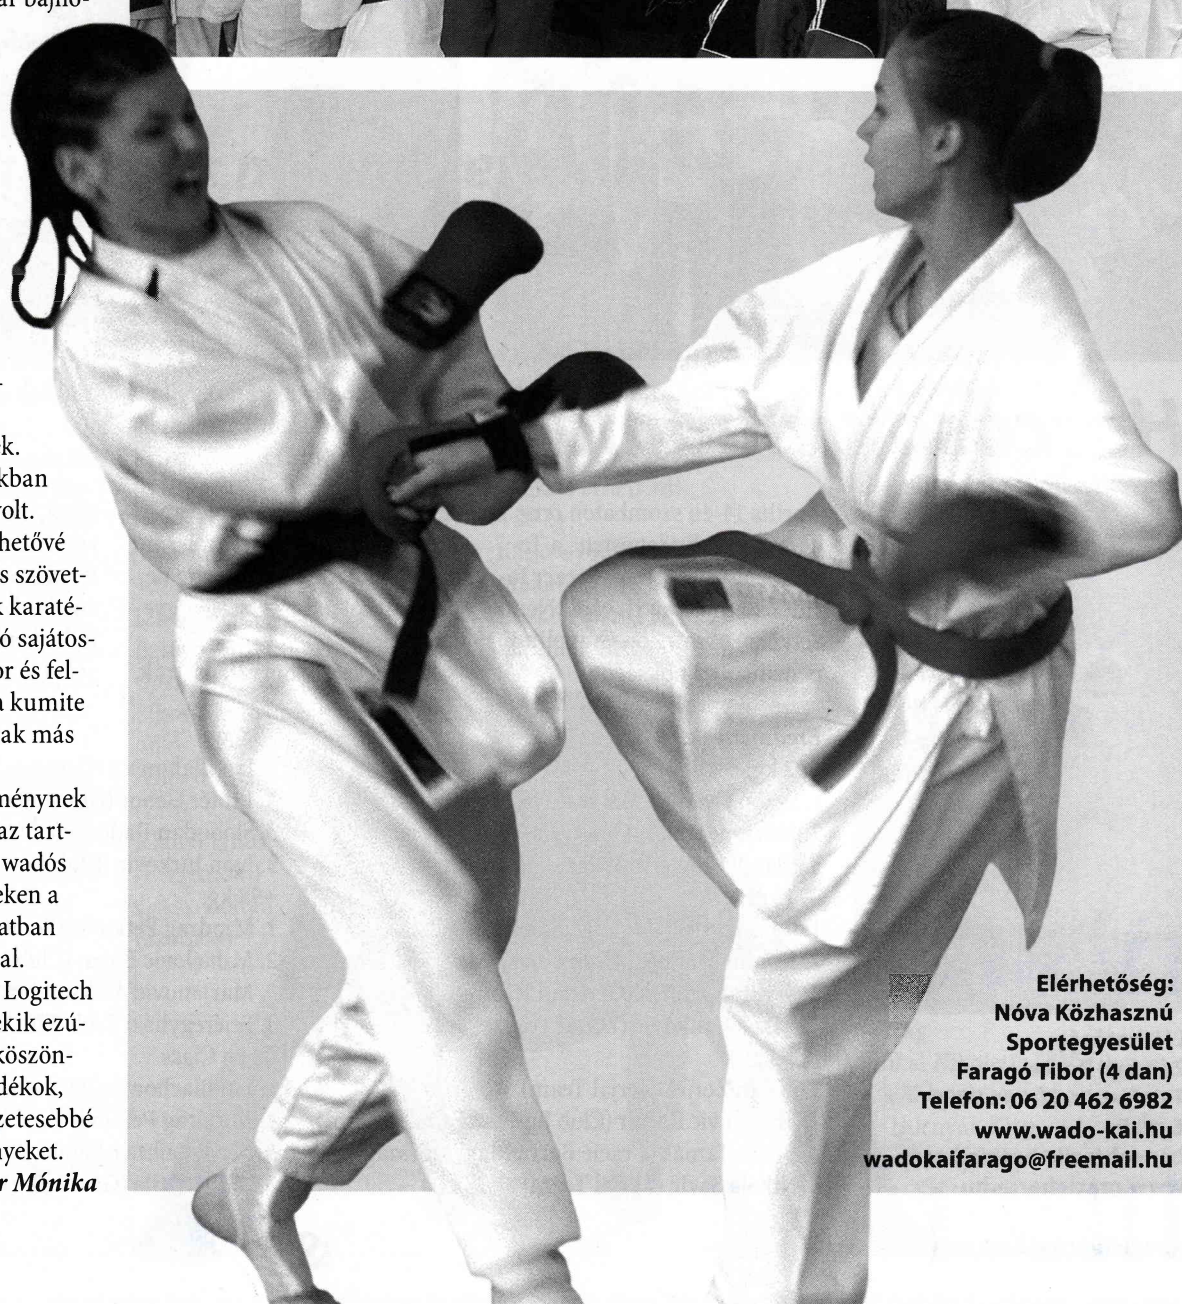 ek.
kban
volt.
hetővé
s szövet-
k karaté-
ó sajátos-
or és fel-
a kumite
ak más
ménynek
az tart-
wadós
eken a
atban
al.
Logitech
ekik ezú-
köszön-
dékok,
zetesebbé
nyeket.
r Mónika
Elérhetőség:
Nóva Közhasznú
Sportegyesület
Faragó Tibor (4 dan)
Telefon: 06 20 462 6982
www.wado-kai.hu
wadokaifarago@freemail.hu